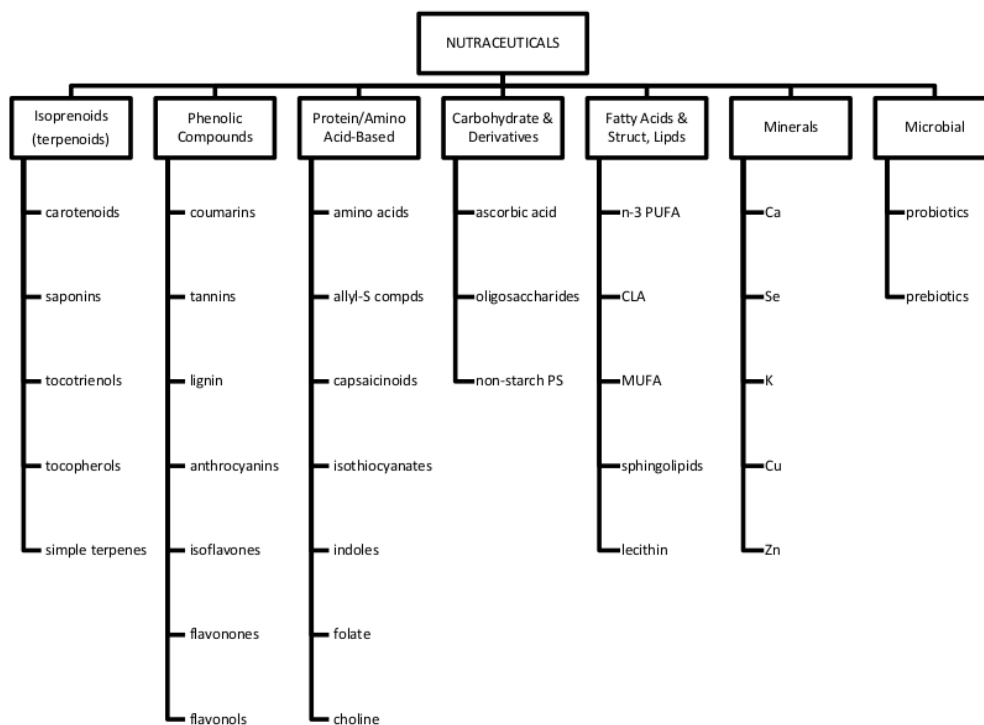 NUTRACEUTICALS
Isoprenoids
(terpenoids)
Phenolic
Compounds
Protein/Amino
Acid-Based
Carbohydrate &
Derivatives
Fatty Acids &
Struct, Lipds
Minerals
Microbial
carotenoids
saponins
tocotrienols
tocopherols
simple terpenes
coumarins
tannins
lignin
anthrocyanins
isoflavones
flavonones
flavonols
amino acids
allyl-S compds
capsaicinoids
isothiocyanates
indoles
folate
choline
ascorbic acid
oligosaccharides
non-starch PS
n-3 PUFA
CLA
MUFA
sphingolipids
lecithin
Ca
Se
K
Cu
Zn
probiotics
prebiotics